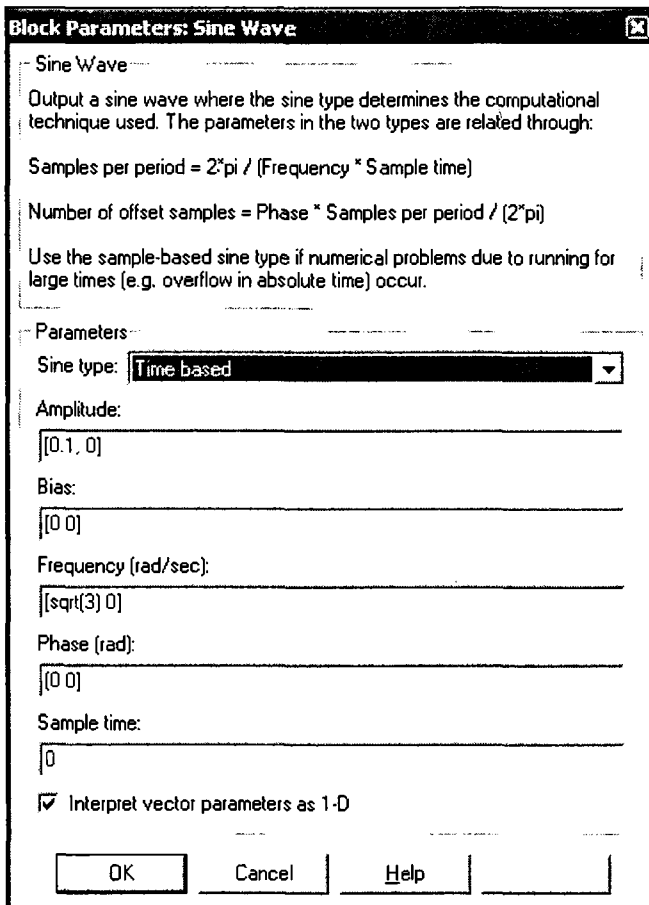 Block Parameters: Sine Wave
Sine Wave
Output a sine wave where the sine type determines the computational
technique used. The parameters in the two types are related through:
Samples per period = 2*pi / (Frequency * Sample time)
Number of offset samples = Phase * Samples per period / (2*pi)
Use the sample-based sine type if numerical problems due to running for
large times (e.g. overflow in absolute time) occur.
Parameters
Sine type: Time based
Amplitude:
[0.1, 0]
Bias:
[0 0]
Frequency (rad/sec):
[sqrt(3) 0]
Phase (rad):
[0 0]
Sample time:
0
Interpret vector parameters as 1-D
OK Cancel Help